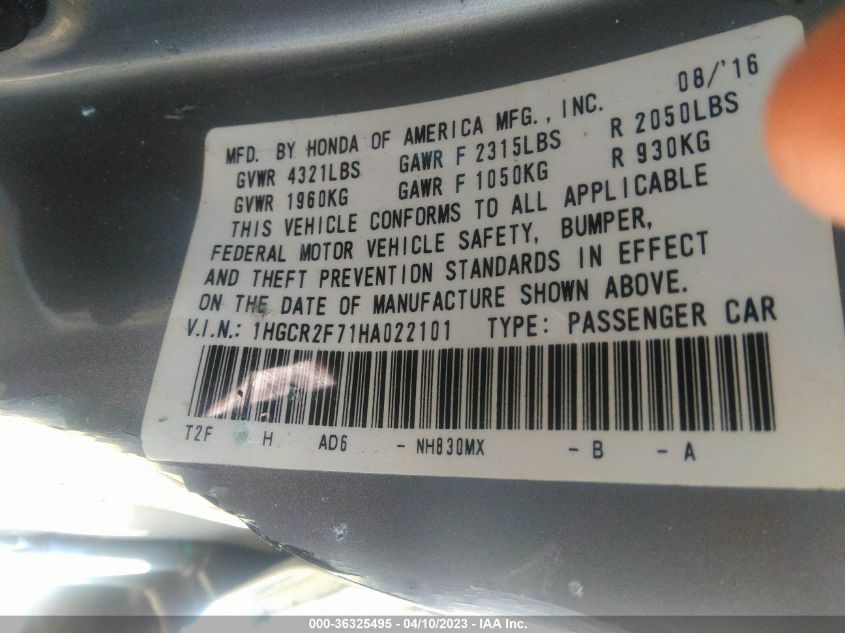 08/'16
MFD. BY HONDA OF AMERICA MFG., INC.
GVWR 4321LBS GAWR F 2315LBS R 2050LBS
GVWR 1960KG GAWR F 1050KG R 930KG
THIS VEHICLE CONFORMS TO ALL APPLICABLE
FEDERAL MOTOR VEHICLE SAFETY, BUMPER,
AND THEFT PREVENTION STANDARDS IN EFFECT
ON THE DATE OF MANUFACTURE SHOWN ABOVE.
V.I.N.: 1HGCR2F71HA022101 TYPE: PASSENGER CAR
T2F H AD6 - NH830MX - B - A
000-36325495 - 04/10/2023 - IAA Inc.